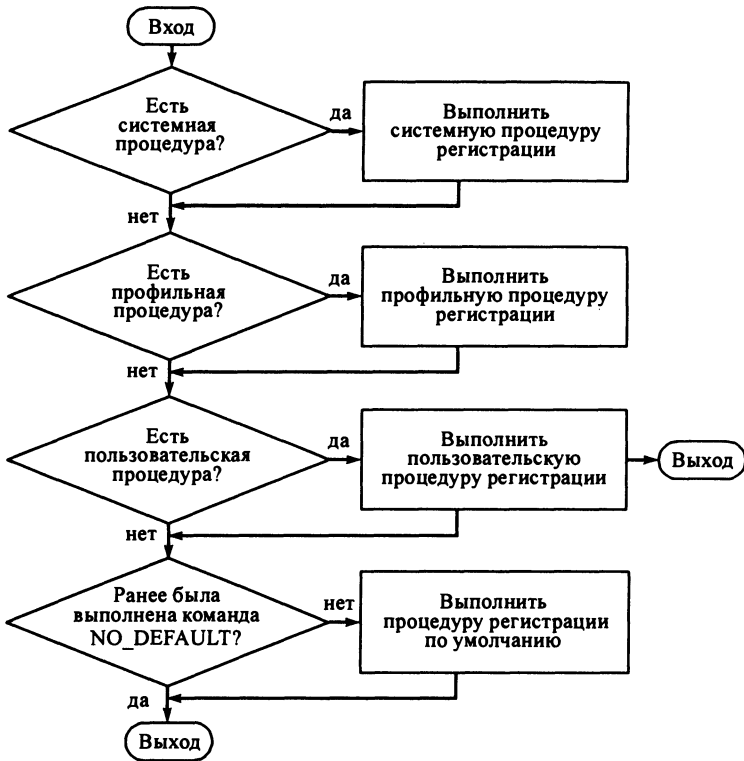 Вход
Есть
системная
процедура?
да
Выполнить
системную процедуру
регистрации
нет
Есть
профильная
процедура?
да
Выполнить
профильную процедуру
регистрации
нет
Есть
пользовательская
процедура?
да
Выполнить
пользовательскую
процедуру регистрации
Выход
нет
Ранее была
выполнена команда
NO_DEFAULT?
нет
Выполнить
процедуру регистрации
по умолчанию
да
Выход